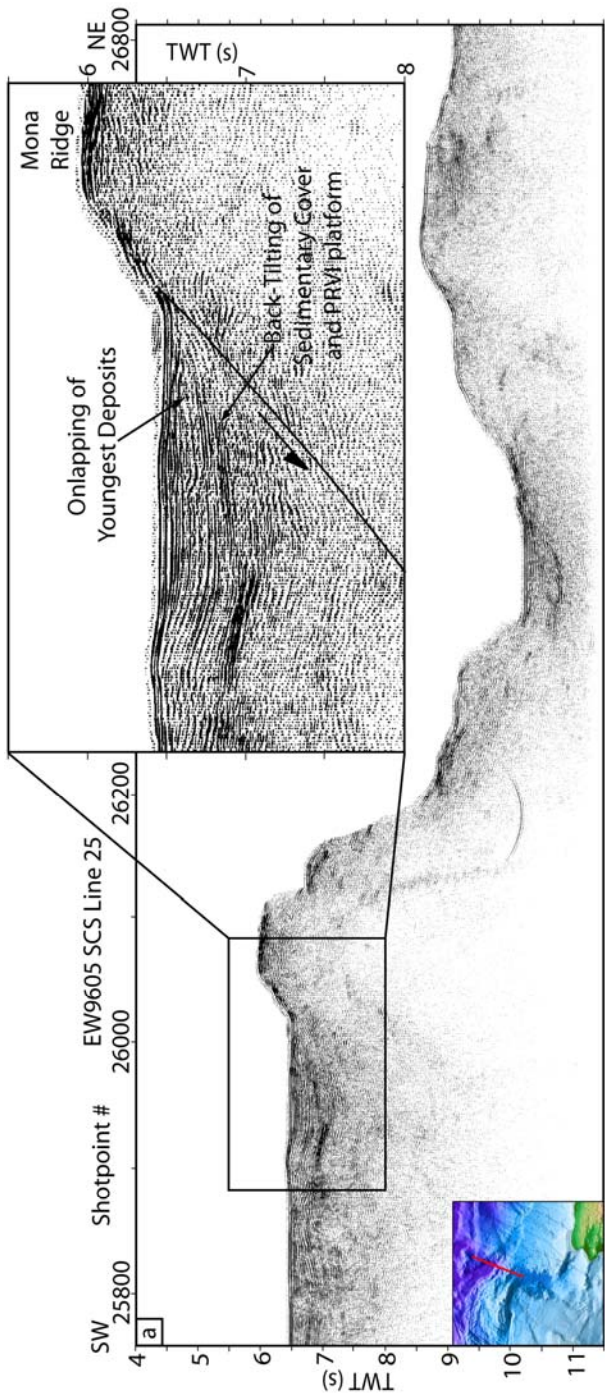 SW
Shotpoint #
EW9605 SCS Line 25
NE
25800
26000
26200
26800
a
4
5
6
7
8
9
10
11
TWT (s)
6
7
8
TWT (s)
Mona
Ridge
Onlapping of
Youngest Deposits
Back-Tilting of
Sedimentary Cover
and PRVI platform